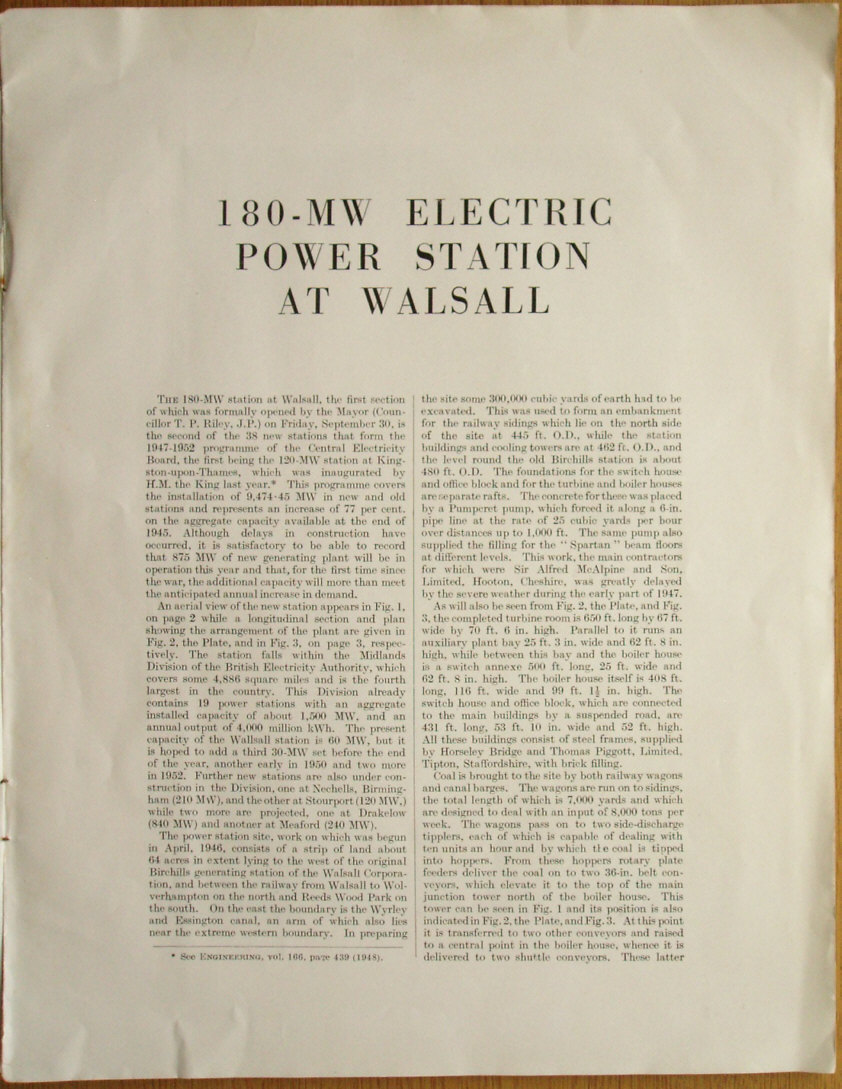 180-MW ELECTRIC
POWER STATION
AT WALSALL
THE 180-MW station at Walsall, the first section
of which was formally opened by the Mayor (Coun-
cillor T. P. Riley, J.P.) on Friday, September 30, is
the second of the 38 new stations that form the
1947-1952 programme of the Central Electricity
Board, the first being the 120-MW station at King-
ston-upon-Thames, which was inaugurated by
H.M. the King last year.* This programme covers
the installation of 9,474·45 MW in new and old
stations and represents an increase of 77 per cent.
on the aggregate capacity available at the end of
1945. Although delays in construction have
occurred, it is satisfactory to be able to record
that 875 MW of new generating plant will be in
operation this year and that, for the first time since
the war, the additional capacity will more than meet
the anticipated annual increase in demand.
An aerial view of the new station appears in Fig. 1,
on page 2 while a longitudinal section and plan
showing the arrangement of the plant are given in
Fig. 2, the Plate, and in Fig. 3, on page 3, respec-
tively. The station falls within the Midlands
Division of the British Electricity Authority, which
covers some 4,886 square miles and is the fourth
largest in the country. This Division already
contains 19 power stations with an aggregate
installed capacity of about 1,500 MW, and an
annual output of 4,000 million kWh. The present
capacity of the Wallsall station is 60 MW, but it
is hoped to add a third 30-MW set before the end
of the year, another early in 1950 and two more
in 1952. Further new stations are also under con-
struction in the Division, one at Nechells, Birming-
ham (210 MW), and the other at Stourport (120 MW,)
while two more are projected, one at Drakelow
(840 MW) and anotner at Meaford (240 MW).
The power station site, work on which was begun
in April, 1946, consists of a strip of land about
64 acres in extent lying to the west of the original
Birchills generating station of the Walsall Corpora-
tion, and between the railway from Walsall to Wol-
verhampton on the north and Reeds Wood Park on
the south. On the east the boundary is the Wyrley
and Essington canal, an arm of which also lies
near the extreme western boundary. In preparing
* See ENGINEERING, vol. 166, page 439 (1948).
the site some 300,000 cubic yards of earth had to be
excavated. This was used to form an embankment
for the railway sidings which lie on the north side
of the site at 445 ft. O.D., while the station
buildings and cooling towers are at 462 ft. O.D., and
the level round the old Birchills station is about
480 ft. O.D. The foundations for the switch house
and office block and for the turbine and boiler houses
are separate rafts. The concrete for these was placed
by a Pumperet pump, which forced it along a 6-in.
pipe line at the rate of 25 cubic yards per hour
over distances up to 1,000 ft. The same pump also
supplied the filling for the "Spartan" beam floors
at different levels. This work, the main contractors
for which were Sir Alfred McAlpine and Son,
Limited, Hooton, Cheshire, was greatly delayed
by the severe weather during the early part of 1947.
As will also be seen from Fig. 2, the Plate, and Fig.
3, the completed turbine room is 650 ft. long by 67 ft.
wide by 70 ft. 6 in. high. Parallel to it runs an
auxiliary plant bay 25 ft. 3 in. wide and 62 ft. 8 in.
high, while between this bay and the boiler house
is a switch annexe 500 ft. long, 25 ft. wide and
62 ft. 8 in. high. The boiler house itself is 408 ft.
long, 116 ft. wide and 99 ft. 1½ in. high. The
switch house and office block, which are connected
to the main buildings by a suspended road, are
431 ft. long, 53 ft. 10 in. wide and 52 ft. high.
All these buildings consist of steel frames, supplied
by Horseley Bridge and Thomas Piggott, Limited,
Tipton, Staffordshire, with brick filling.
Coal is brought to the site by both railway wagons
and canal barges. The wagons are run on to sidings,
the total length of which is 7,000 yards and which
are designed to deal with an input of 8,000 tons per
week. The wagons pass on to two side-discharge
tipplers, each of which is capable of dealing with
ten units an hour and by which the coal is tipped
into hoppers. From these hoppers rotary plate
feeders deliver the coal on to two 36-in. belt con-
veyors, which elevate it to the top of the main
junction tower north of the boiler house. This
tower can be seen in Fig. 1 and its position is also
indicated in Fig. 2, the Plate, and Fig. 3. At this point
it is transferred to two other conveyors and raised
to a central point in the boiler house, whence it is
delivered to two shuttle conveyors. These latter